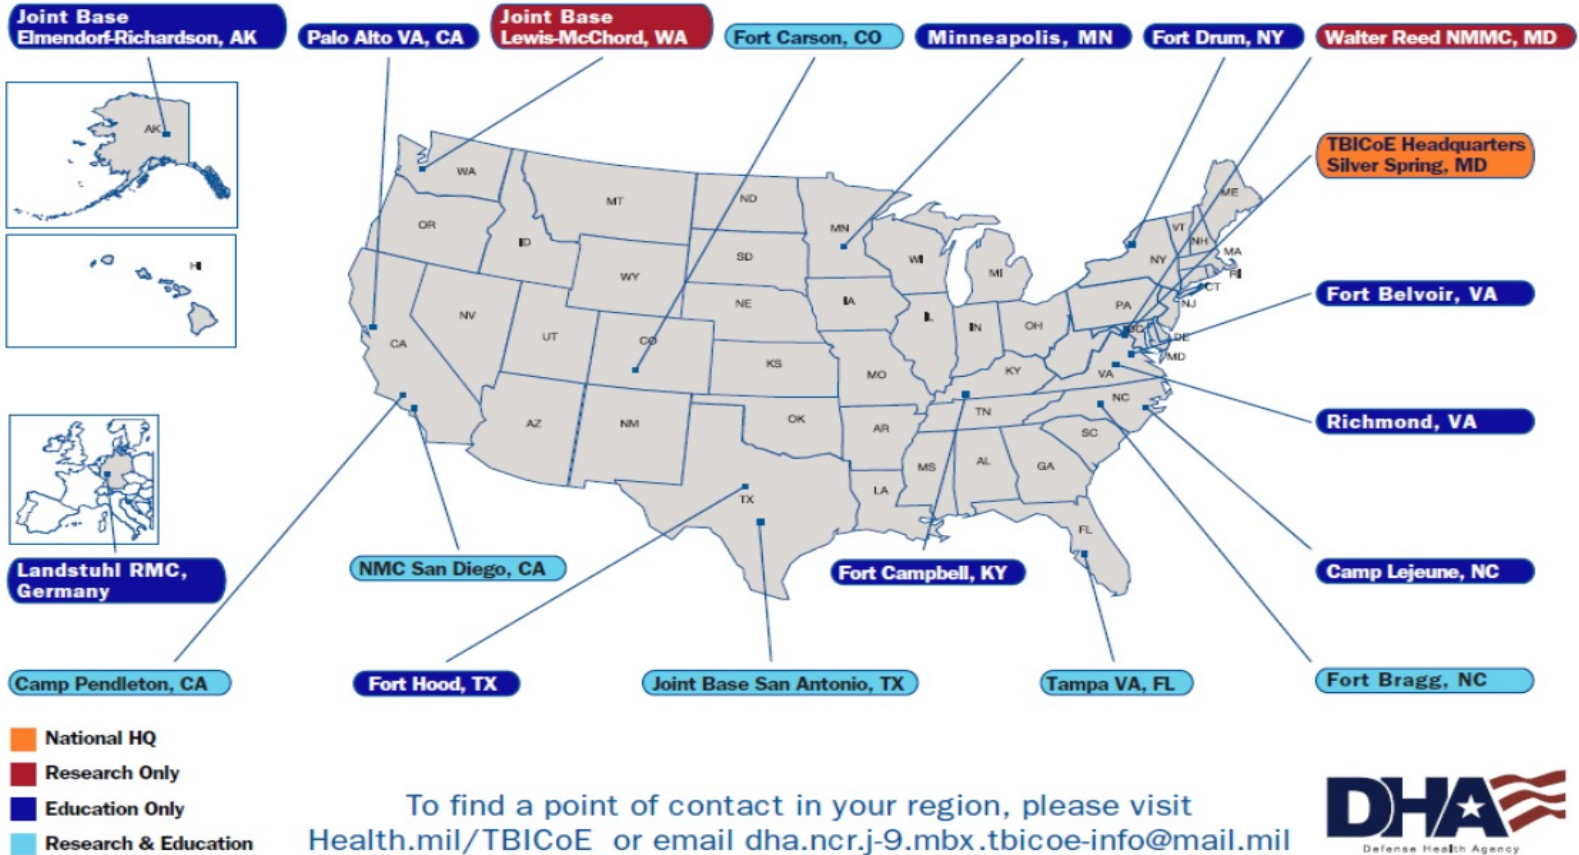 Joint Base
Elmendorf-Richardson, AK
Palo Alto VA, CA
Joint Base
Lewis-McChord, WA
Fort Carson, CO
Minneapolis, MN
Fort Drum, NY
Walter Reed NMMC, MD
TBICoE Headquarters
Silver Spring, MD
Fort Belvoir, VA
Richmond, VA
Camp Lejeune, NC
Fort Bragg, NC
AK
HI
WA
OR
ID
MT
ND
MN
SD
WY
NE
IA
WI
MI
NV
UT
CO
KS
MO
IL
IN
OH
KY
CA
AZ
NM
OK
AR
TN
MS
AL
GA
LA
TX
FL
SC
NC
VA
PA
NY
VT
NH
ME
MA
RI
CT
NJ
DE
MD
DC
Landstuhl RMC,
Germany
NMC San Diego, CA
Fort Campbell, KY
Camp Pendleton, CA
Fort Hood, TX
Joint Base San Antonio, TX
Tampa VA, FL
National HQ
Research Only
Education Only
Research & Education
To find a point of contact in your region, please visit
Health.mil/TBICoE or email dha.ncr.j-9.mbx.tbicoe-info@mail.mil
DHA
Defense Health Agency